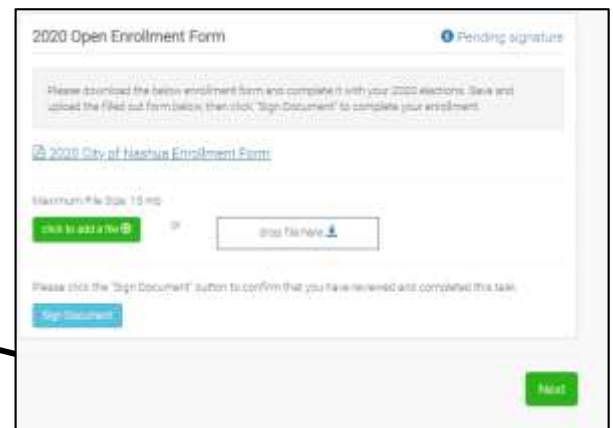 2020 Open Enrollment Form
Pending signature
Please download the below enrollment form and complete it with your 2020 elections. Save and
upload the filled out form below, then click "Sign Document" to complete your enrollment.
2020 City of Nashua Enrollment Form
Maximum File Size 15 mb
click to add a file
or
drop file here
Please click the "Sign Document" button to confirm that you have reviewed and completed this task.
Sign Document
Next